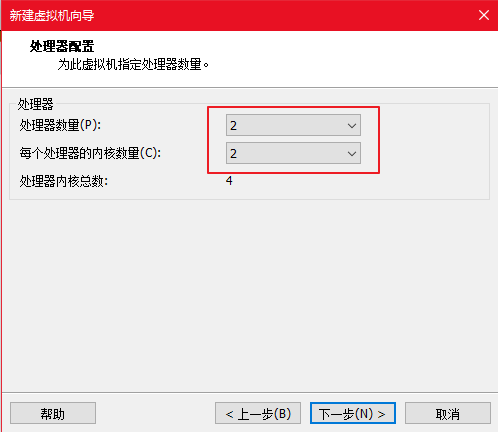 新建虚拟机向导
处理器配置
为此虚拟机指定处理器数量。
处理器
处理器数量(P): 2
每个处理器的内核数量(C): 2
处理器内核总数: 4
帮助 < 上一步(B) 下一步(N) > 取消